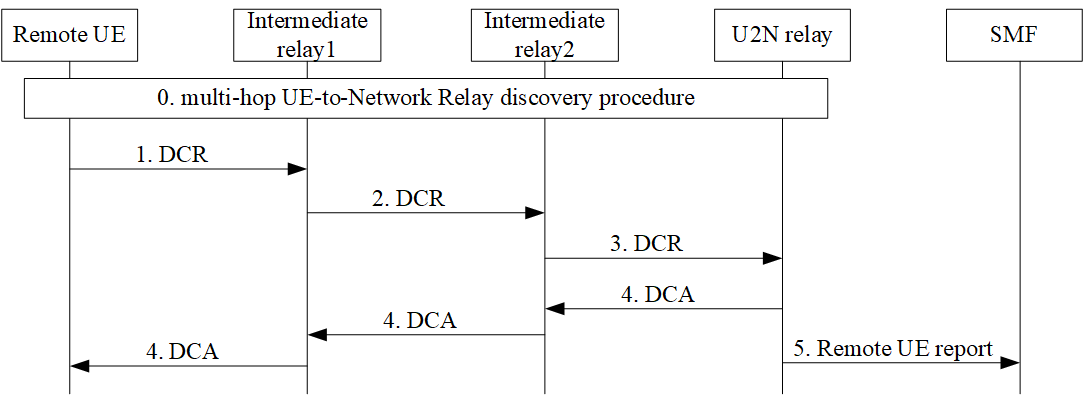 Remote UE
Intermediate
relay1
Intermediate
relay2
U2N relay
SMF
0. multi-hop UE-to-Network Relay discovery procedure
1. DCR
2. DCR
3. DCR
4. DCA
4. DCA
4. DCA
5. Remote UE report